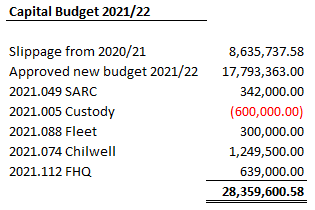 Capital Budget 2021/22
Slippage from 2020/21 8,635,737.58
Approved new budget 2021/22 17,793,363.00
2021.049 SARC 342,000.00
2021.005 Custody (600,000.00)
2021.088 Fleet 300,000.00
2021.074 Chilwell 1,249,500.00
2021.112 FHQ 639,000.00
28,359,600.58